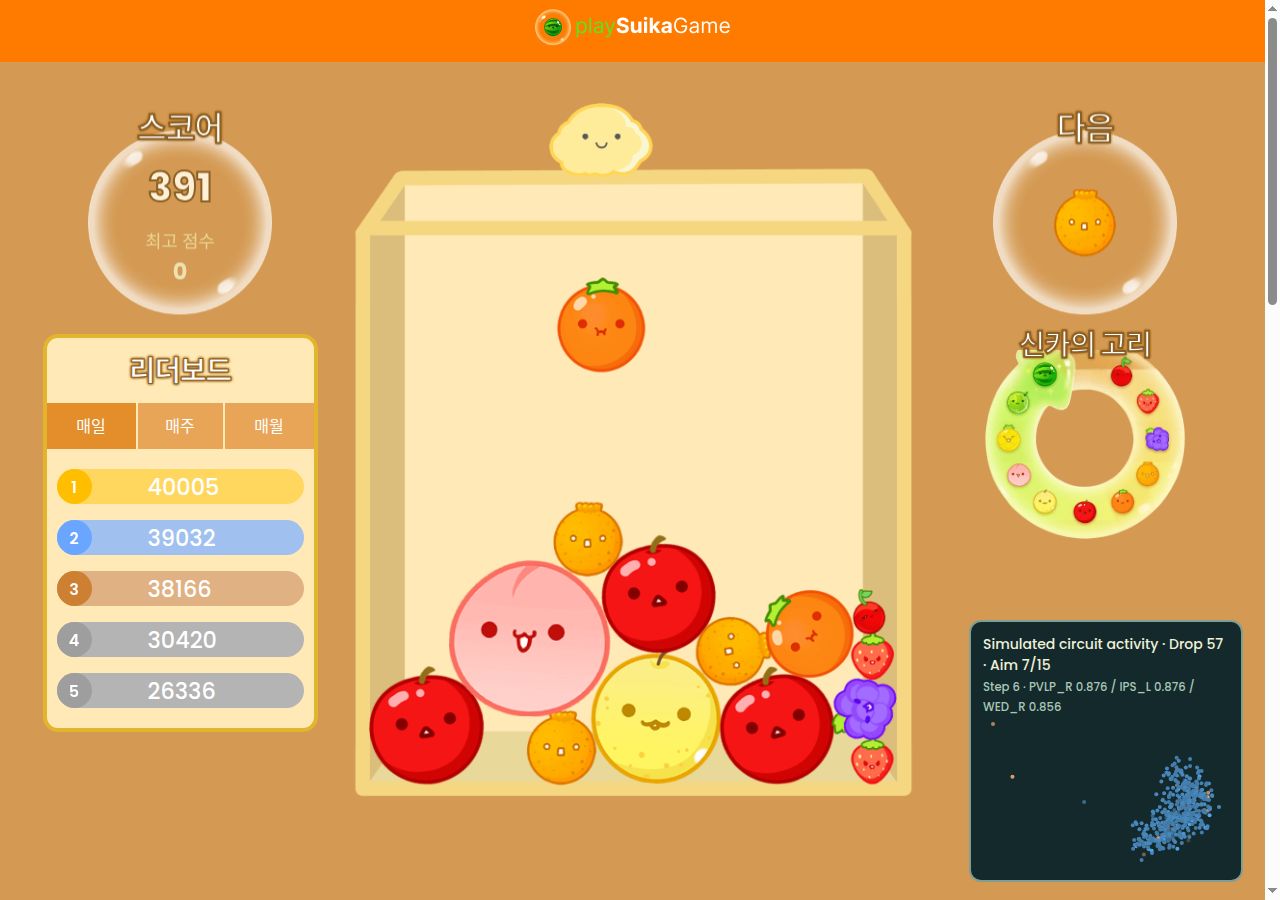 playSuikaGame
스코어
391
최고 점수
0
다음
신카의 고리
리더보드
매일 매주 매월
1 40005
2 39032
3 38166
4 30420
5 26336
Simulated circuit activity · Drop 57
· Aim 7/15
Step 6 · PVLP_R 0.876 / IPS_L 0.876 /
WED_R 0.856